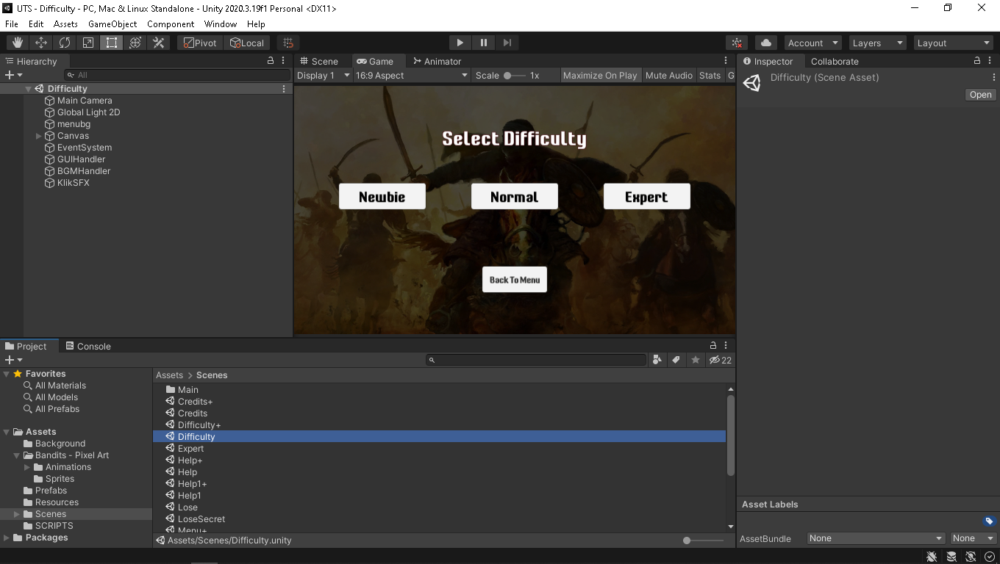 UTS - Difficulty - PC, Mac & Linux Standalone - Unity 2020.3.19f1 Personal <DX11>
File Edit Assets GameObject Component Window Help
Pivot Local Account Layers Layout
Hierarchy
All
Difficulty
Main Camera
Global Light 2D
menubg
Canvas
EventSystem
GUIHandler
BGMHandler
KlikSFX
Scene Game Animator
Display 1 16:9 Aspect Scale 1x Maximize On Play Mute Audio Stats G
Select Difficulty
Newbie Normal Expert
Back To Menu
Inspector Collaborate
Difficulty (Scene Asset)
Open
Project Console
22
Favorites
All Materials
All Models
All Prefabs
Assets
Background
Bandits - Pixel Art
Animations
Sprites
Prefabs
Resources
Scenes
SCRIPTS
Packages
Assets > Scenes
Main
Credits+
Credits
Difficulty+
Difficulty
Expert
Help+
Help
Help1+
Help1
Lose
LoseSecret
Menu+
Assets/Scenes/Difficulty.unity
Asset Labels
AssetBundle None None